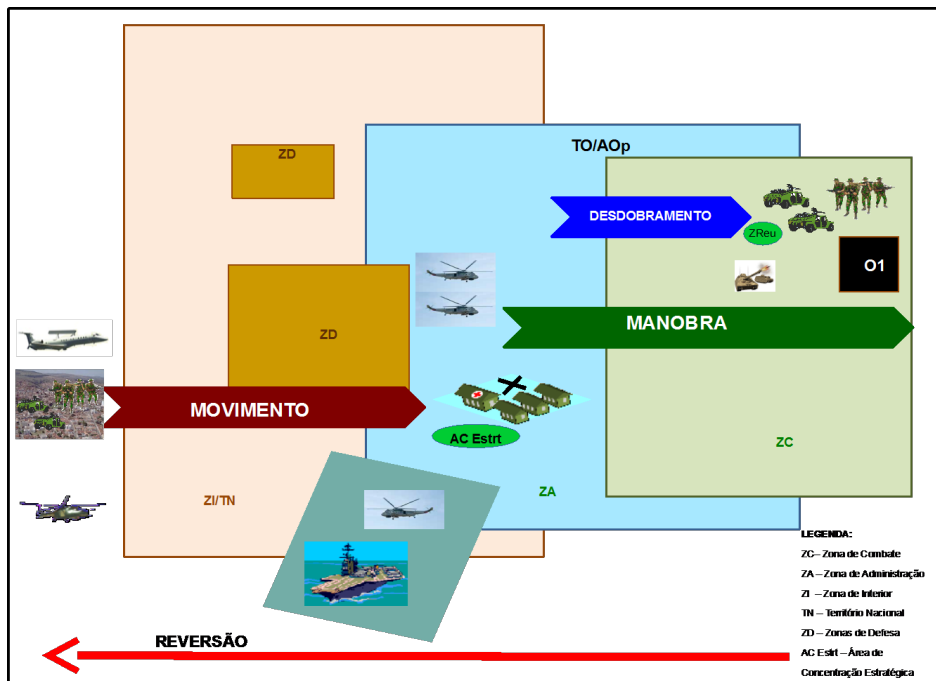 ZD
TO/AOp
DESDOBRAMENTO
ZReu
O1
ZD
MANOBRA
MOVIMENTO
AC Estrt
ZC
ZI/TN
ZA
LEGENDA:
ZC– Zona de Combate
ZA – Zona de Administração
ZI – Zona de Interior
TN – Território Nacional
ZD – Zonas de Defesa
AC Estrt – Área de
Concentração Estratégica
REVERSÃO